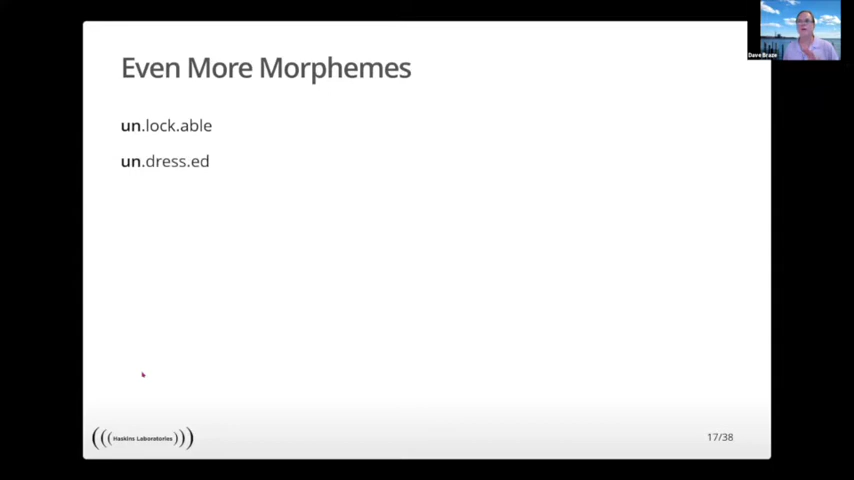 Even More Morphemes
Dave Braze
un.lock.able
un.dress.ed
Haskins Laboratories
17/38